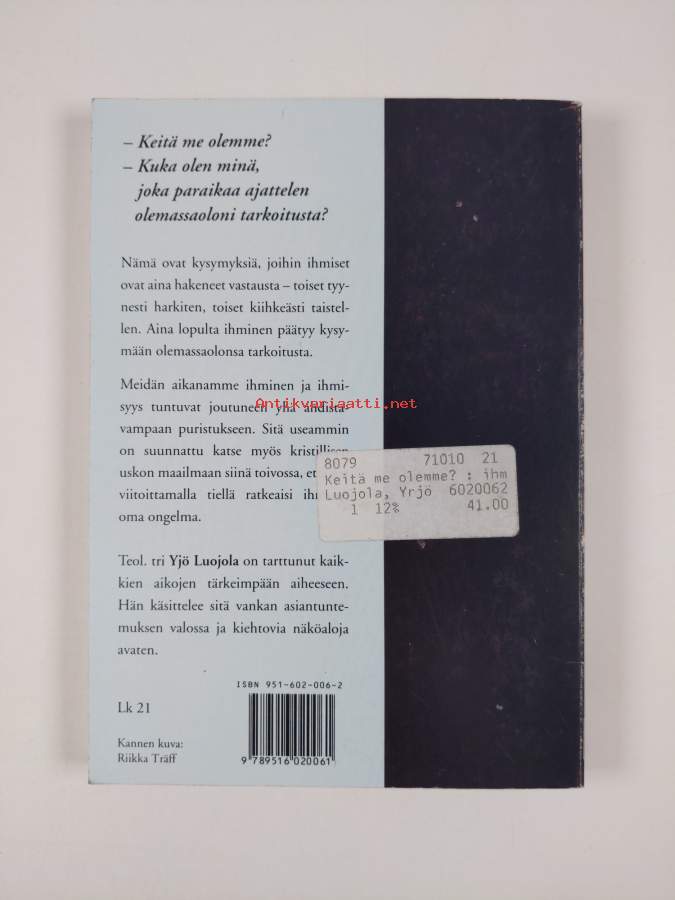 – Keitä me olemme?
– Kuka olen minä,
joka paraikaa ajattelen
olemassaoloni tarkoitusta?
Nämä ovat kysymyksiä, joihin ihmiset
ovat aina hakeneet vastausta – toiset tyy-
nesti harkiten, toiset kiihkeästi taistel-
len. Aina lopulta ihminen päätyy kysy-
mään olemassaolonsa tarkoitusta.
Meidän aikanamme ihminen ja ihmi-
syys tuntuvat joutuneen yhä ahdista-
vampaan puristukseen. Sitä useammin
on suunnattu katse myös kristillisen
uskon maailmaan siinä toivossa, et
viitoittamalla tiellä ratkeaisi ih
oma ongelma.
Antikvariaatti.net
8079 71010 21
Keitä me olemme? : ihm
Luojola, Yrjö 6020062
1 12% 41.00
Teol. tri Yjö Luojola on tarttunut kaik-
kien aikojen tärkeimpään aiheeseen.
Hän käsittelee sitä vankan asiantunte-
muksen valossa ja kiehtovia näköaloja
avaten.
ISBN 951-602-006-2
Lk 21
Kannen kuva:
Riikka Träff
9 789516 020061